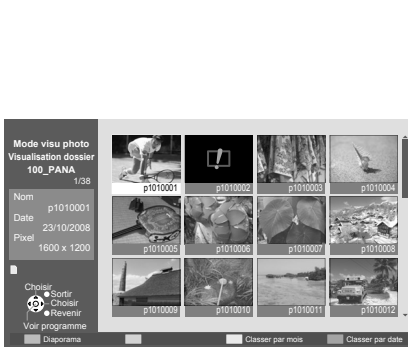 Mode visu photo
Visualisation dossier
100_PANA
1/38
Nom
p1010001
Date
23/10/2008
Pixel
1600 x 1200
Choisir
Sortir
Choisir
Revenir
Voir programme
p1010001 p1010002 p1010003 p1010004
p1010005 p1010006 p1010007 p1010008
p1010009 p1010010 p1010011 p1010012
Diaporama Classer par mois Classer par date